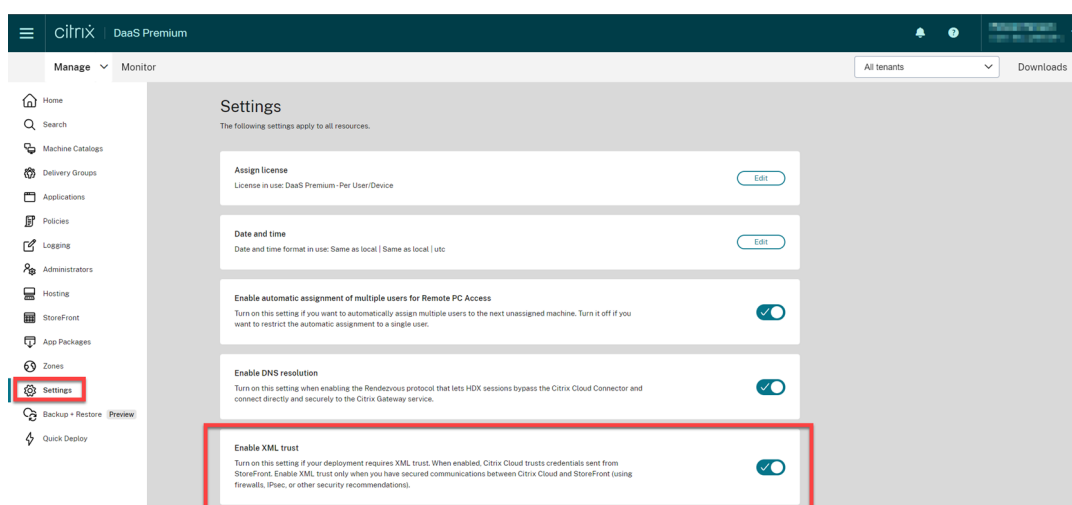 citrix DaaS Premium
Manage Monitor All tenants Downloads
Home
Search
Machine Catalogs
Delivery Groups
Applications
Policies
Logging
Administrators
Hosting
StoreFront
App Packages
Zones
Settings
Backup + Restore Preview
Quick Deploy
Settings
The following settings apply to all resources.
Assign license
License in use: DaaS Premium - Per User/Device
Edit
Date and time
Date and time format in use: Same as local | Same as local | utc
Edit
Enable automatic assignment of multiple users for Remote PC Access
Turn on this setting if you want to automatically assign multiple users to the next unassigned machine. Turn it off if you
want to restrict the automatic assignment to a single user.
Enable DNS resolution
Turn on this setting when enabling the Rendezvous protocol that lets HDX sessions bypass the Citrix Cloud Connector and
connect directly and securely to the Citrix Gateway service.
Enable XML trust
Turn on this setting if your deployment requires XML trust. When enabled, Citrix Cloud trusts credentials sent from
StoreFront. Enable XML trust only when you have secured communications between Citrix Cloud and StoreFront (using
firewalls, IPsec, or other security recommendations).